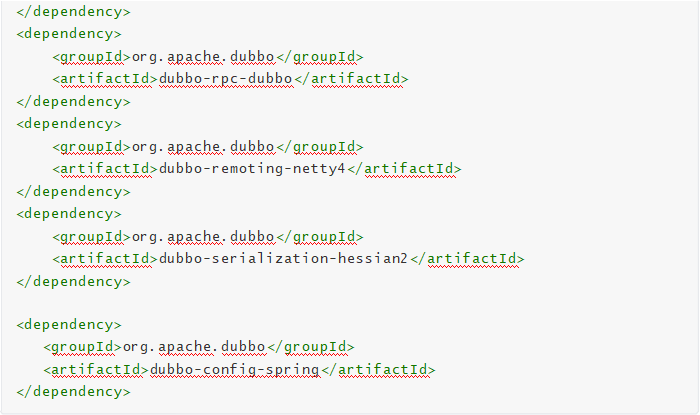 </dependency>
<dependency>
    <groupId>org.apache.dubbo</groupId>
    <artifactId>dubbo-rpc-dubbo</artifactId>
</dependency>
<dependency>
    <groupId>org.apache.dubbo</groupId>
    <artifactId>dubbo-remoting-netty4</artifactId>
</dependency>
<dependency>
    <groupId>org.apache.dubbo</groupId>
    <artifactId>dubbo-serialization-hessian2</artifactId>
</dependency>

<dependency>
   <groupId>org.apache.dubbo</groupId>
   <artifactId>dubbo-config-spring</artifactId>
</dependency>